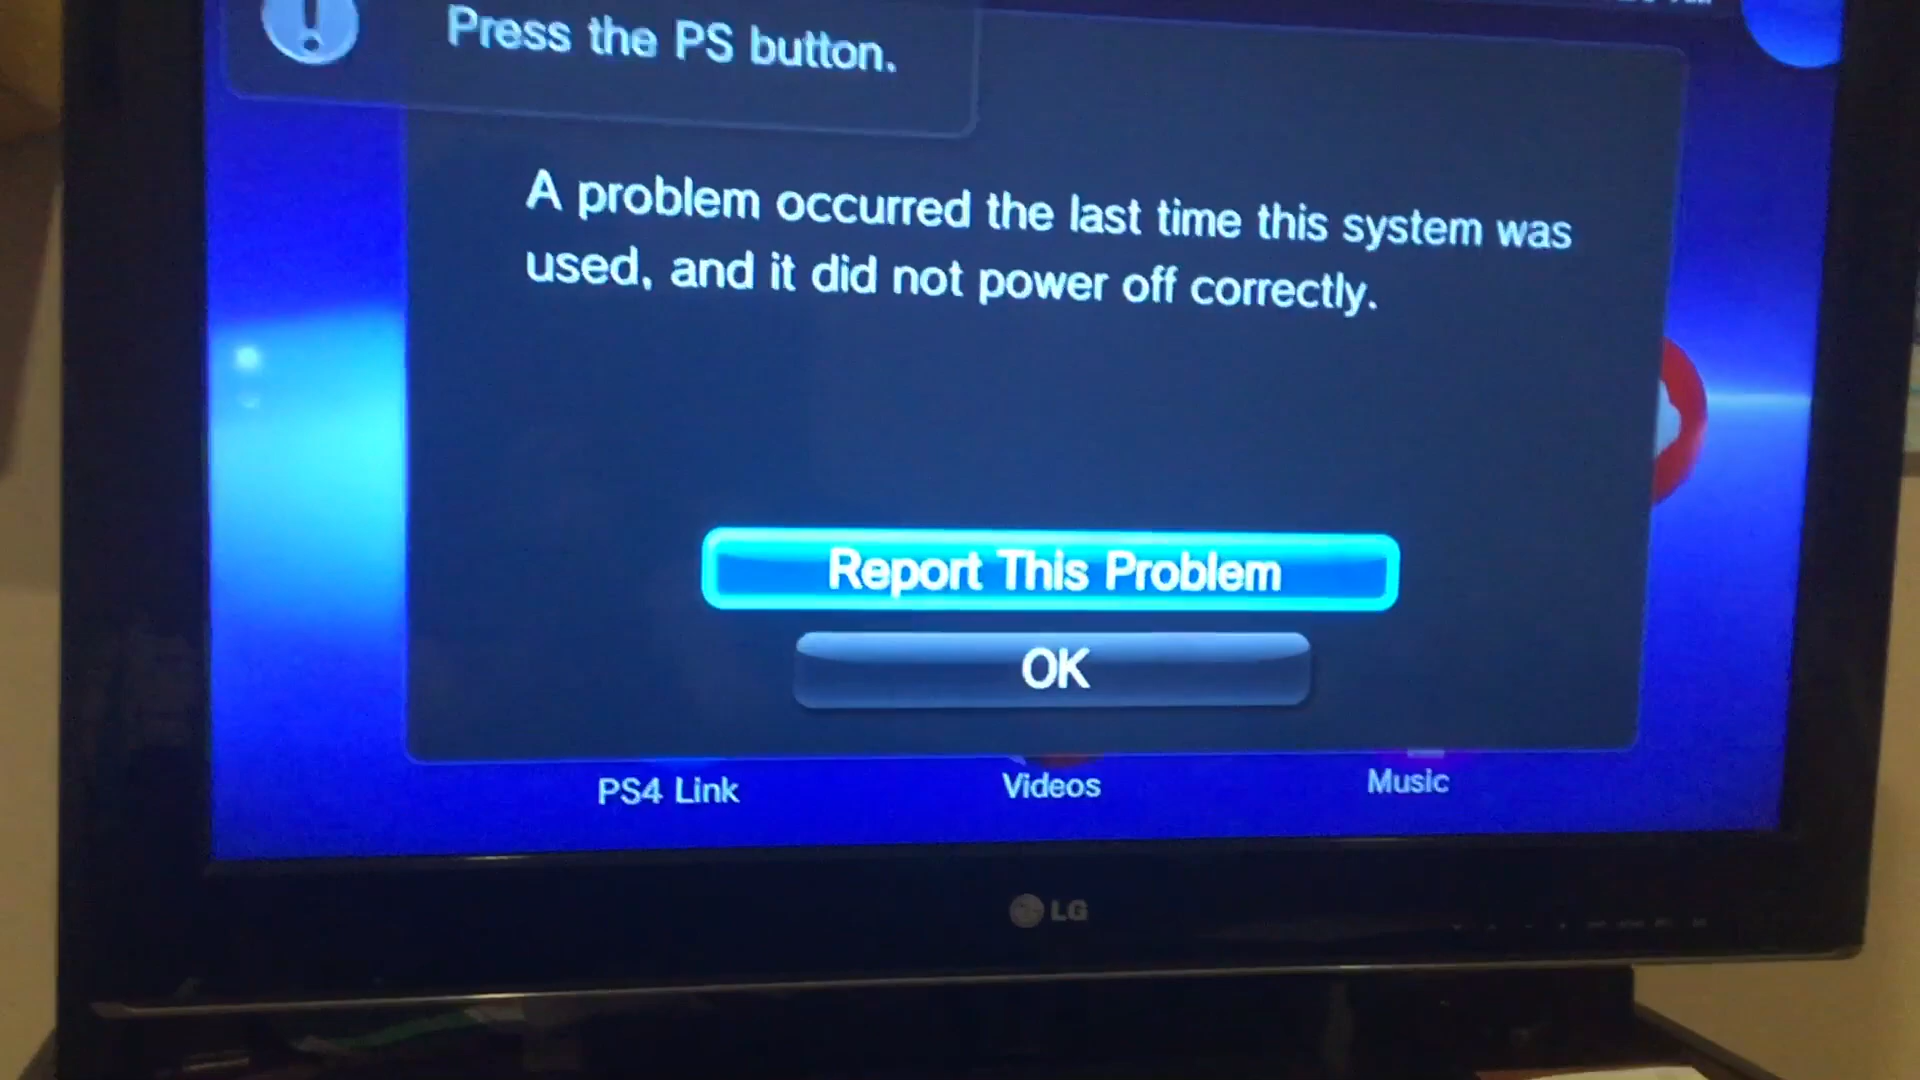 Press the PS button.
A problem occurred the last time this system was
used, and it did not power off correctly.
Report This Problem
OK
PS4 Link
Videos
Music
LG